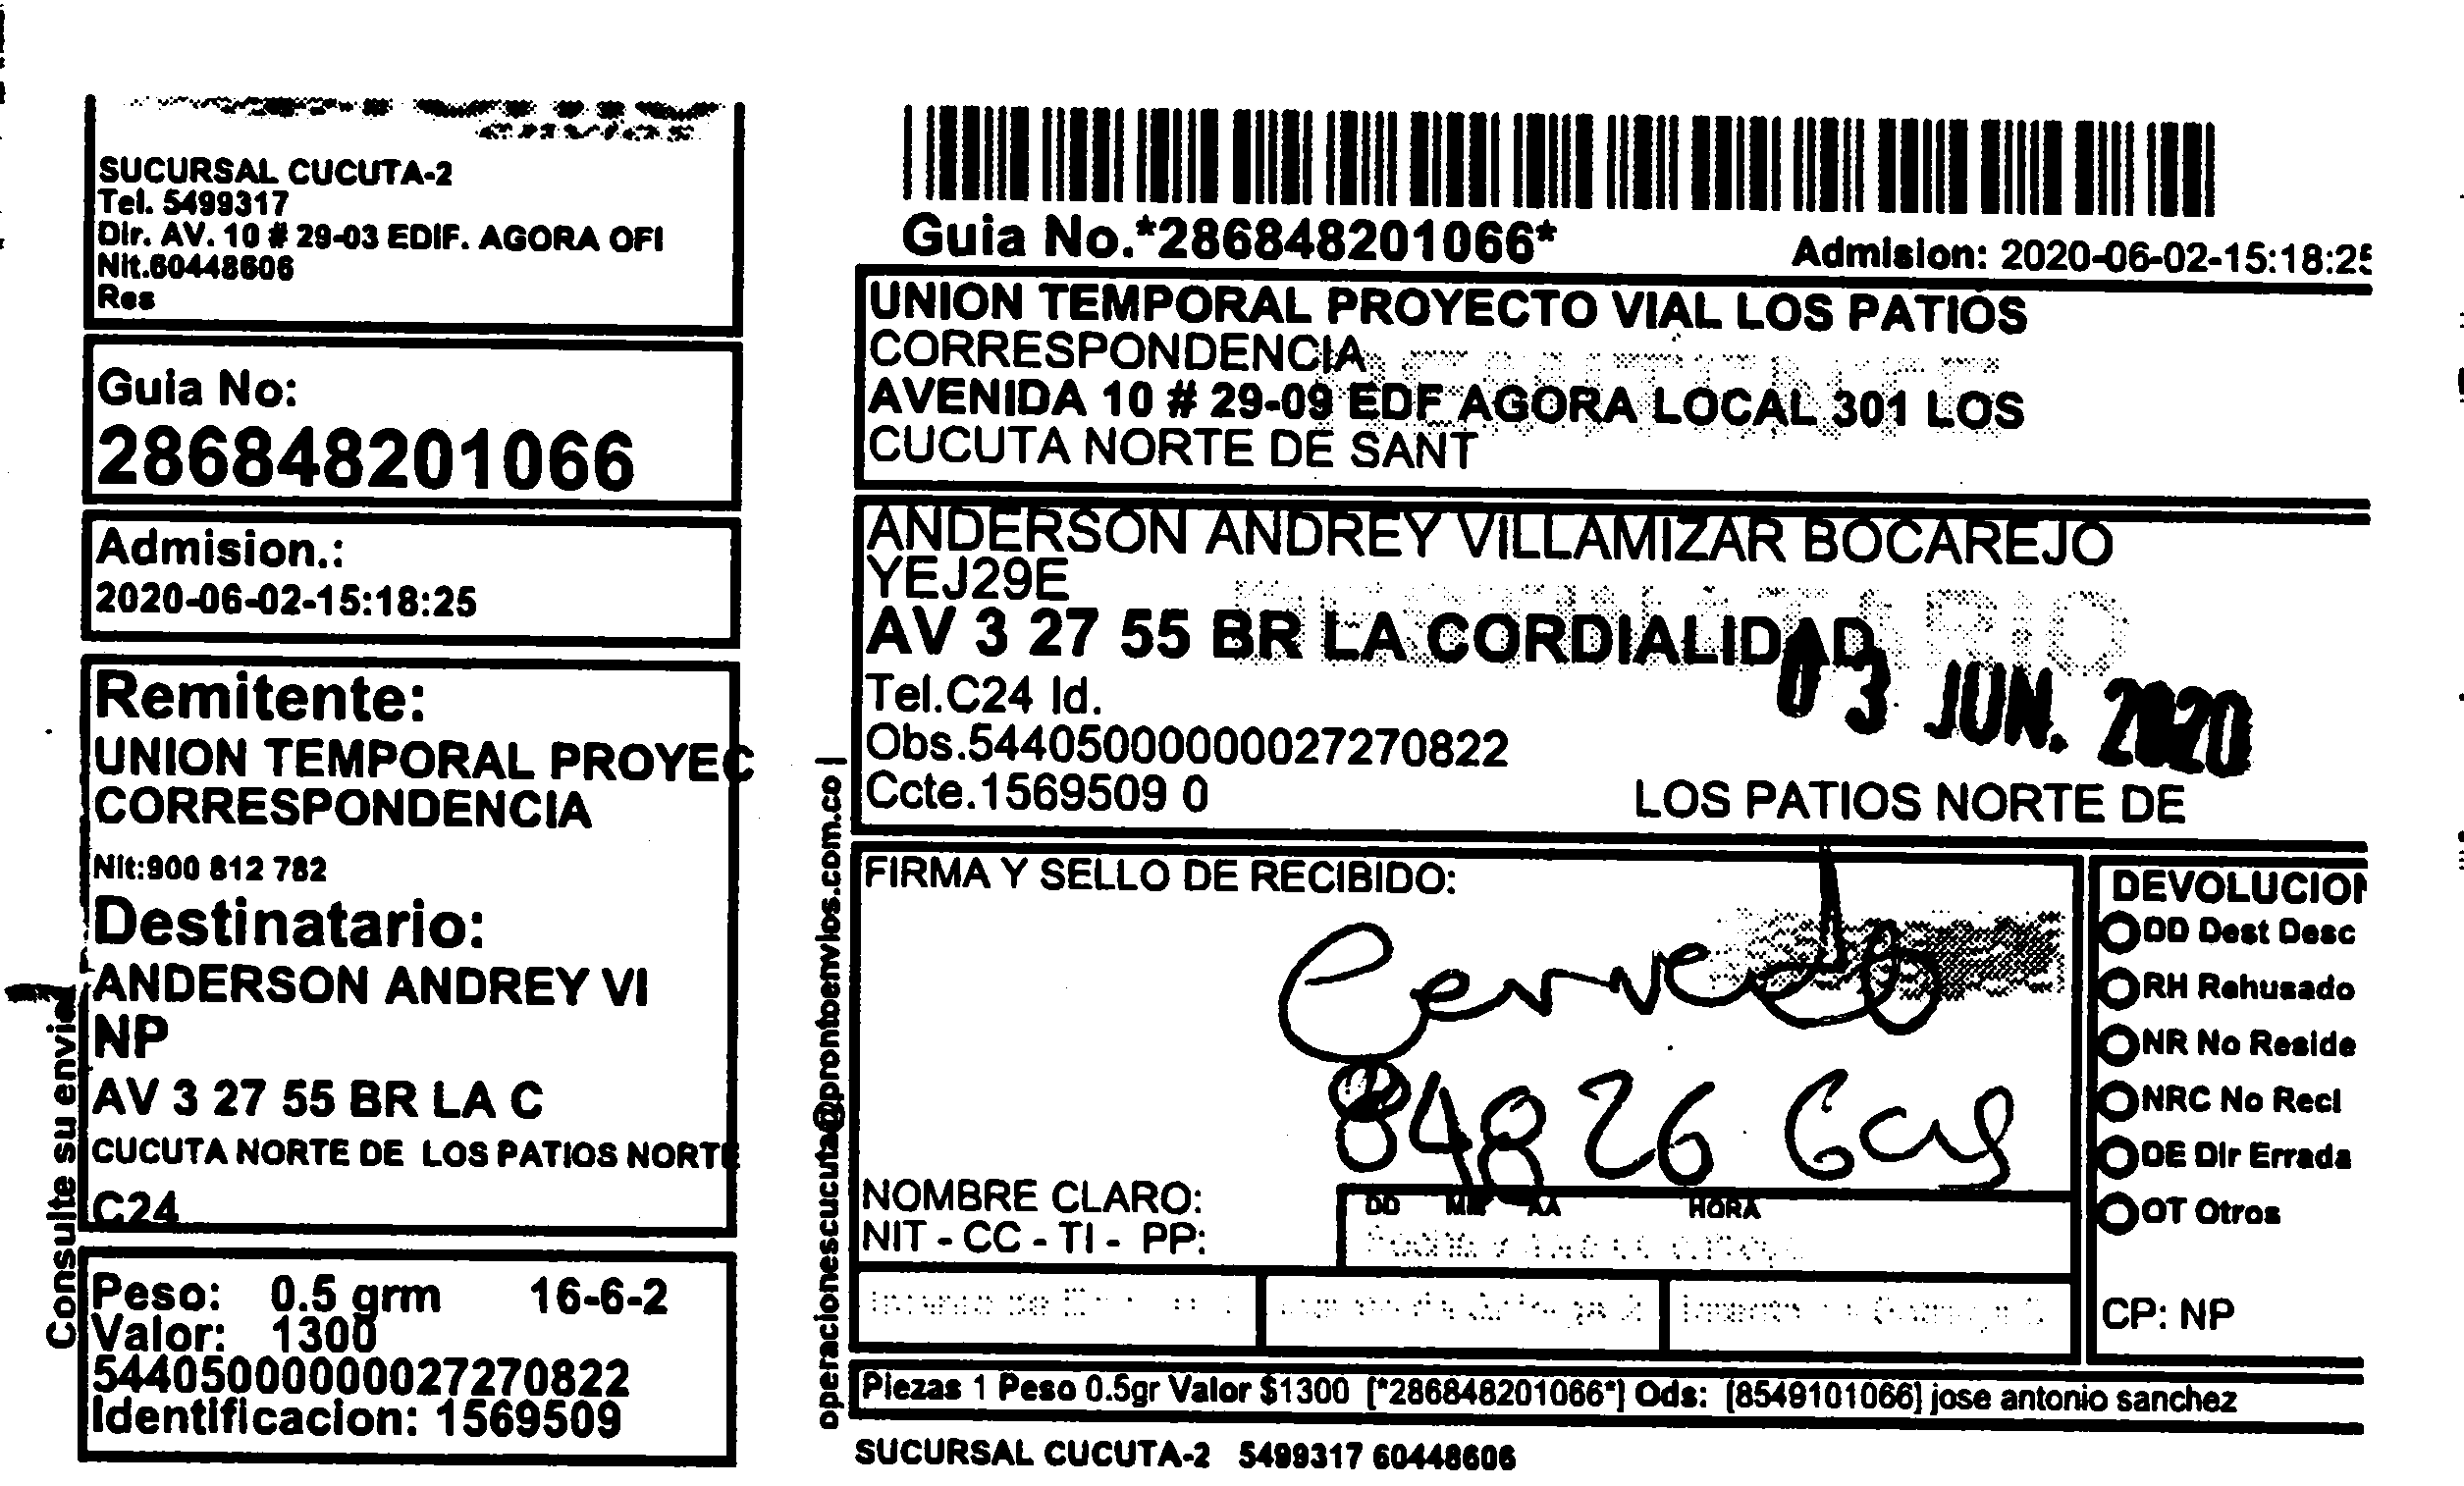 SUCURSAL CUCUTA-2
Tel. 5499317
Dir. AV. 10 # 29-03 EDIF. AGORA OFI
Nit.60448606
Res
Guia No:
286848201066
Admision.:
2020-06-02-15:18:25
Remitente:
UNION TEMPORAL PROYEC
CORRESPONDENCIA
Nit:900 812 782
Destinatario:
ANDERSON ANDREY VI
NP
AV 3 27 55 BR LA C
CUCUTA NORTE DE LOS PATIOS NORTE
C24
Peso: 0.5 grm 16-6-2
Valor: 1300
544050000000027270822
Identificacion: 1569509
Consulte su envio
operacionescucuta@prontoenvios.com.co |
Guia No.*286848201066*
Admision: 2020-06-02-15:18:25
UNION TEMPORAL PROYECTO VIAL LOS PATIOS
CORRESPONDENCIA
REMITENTE
AVENIDA 10 # 29-09 EDF AGORA LOCAL 301 LOS
CUCUTA NORTE DE SANT
ANDERSON ANDREY VILLAMIZAR BOCAREJO
YEJ29E
DESTINATARIO
AV 3 27 55 BR LA CORDIALIDAD
03 JUN. 2020
Tel.C24 Id.
Obs.544050000000027270822
Ccte.1569509 0
LOS PATIOS NORTE DE
FIRMA Y SELLO DE RECIBIDO:
84826
NOMBRE CLARO:
NIT - CC - TI - PP:
DD MM AA HORA
DEVOLUCION
DD Dest Desc
RH Rehusado
NR No Reside
NRC No Recl
DE Dir Errada
OT Otros
CP: NP
Piezas 1 Peso 0.5gr Valor $1300 [*286848201066*] Ods: [8549101066] jose antonio sanchez
SUCURSAL CUCUTA-2 5499317 60448606